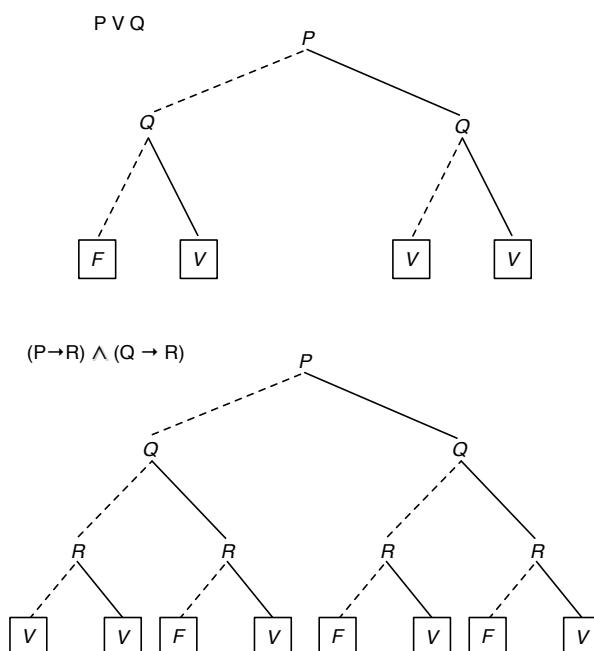 P V Q
P
Q Q
F V V V
(P→R) ∧ (Q → R)
P
Q Q
R R R R
V V F V F V F V